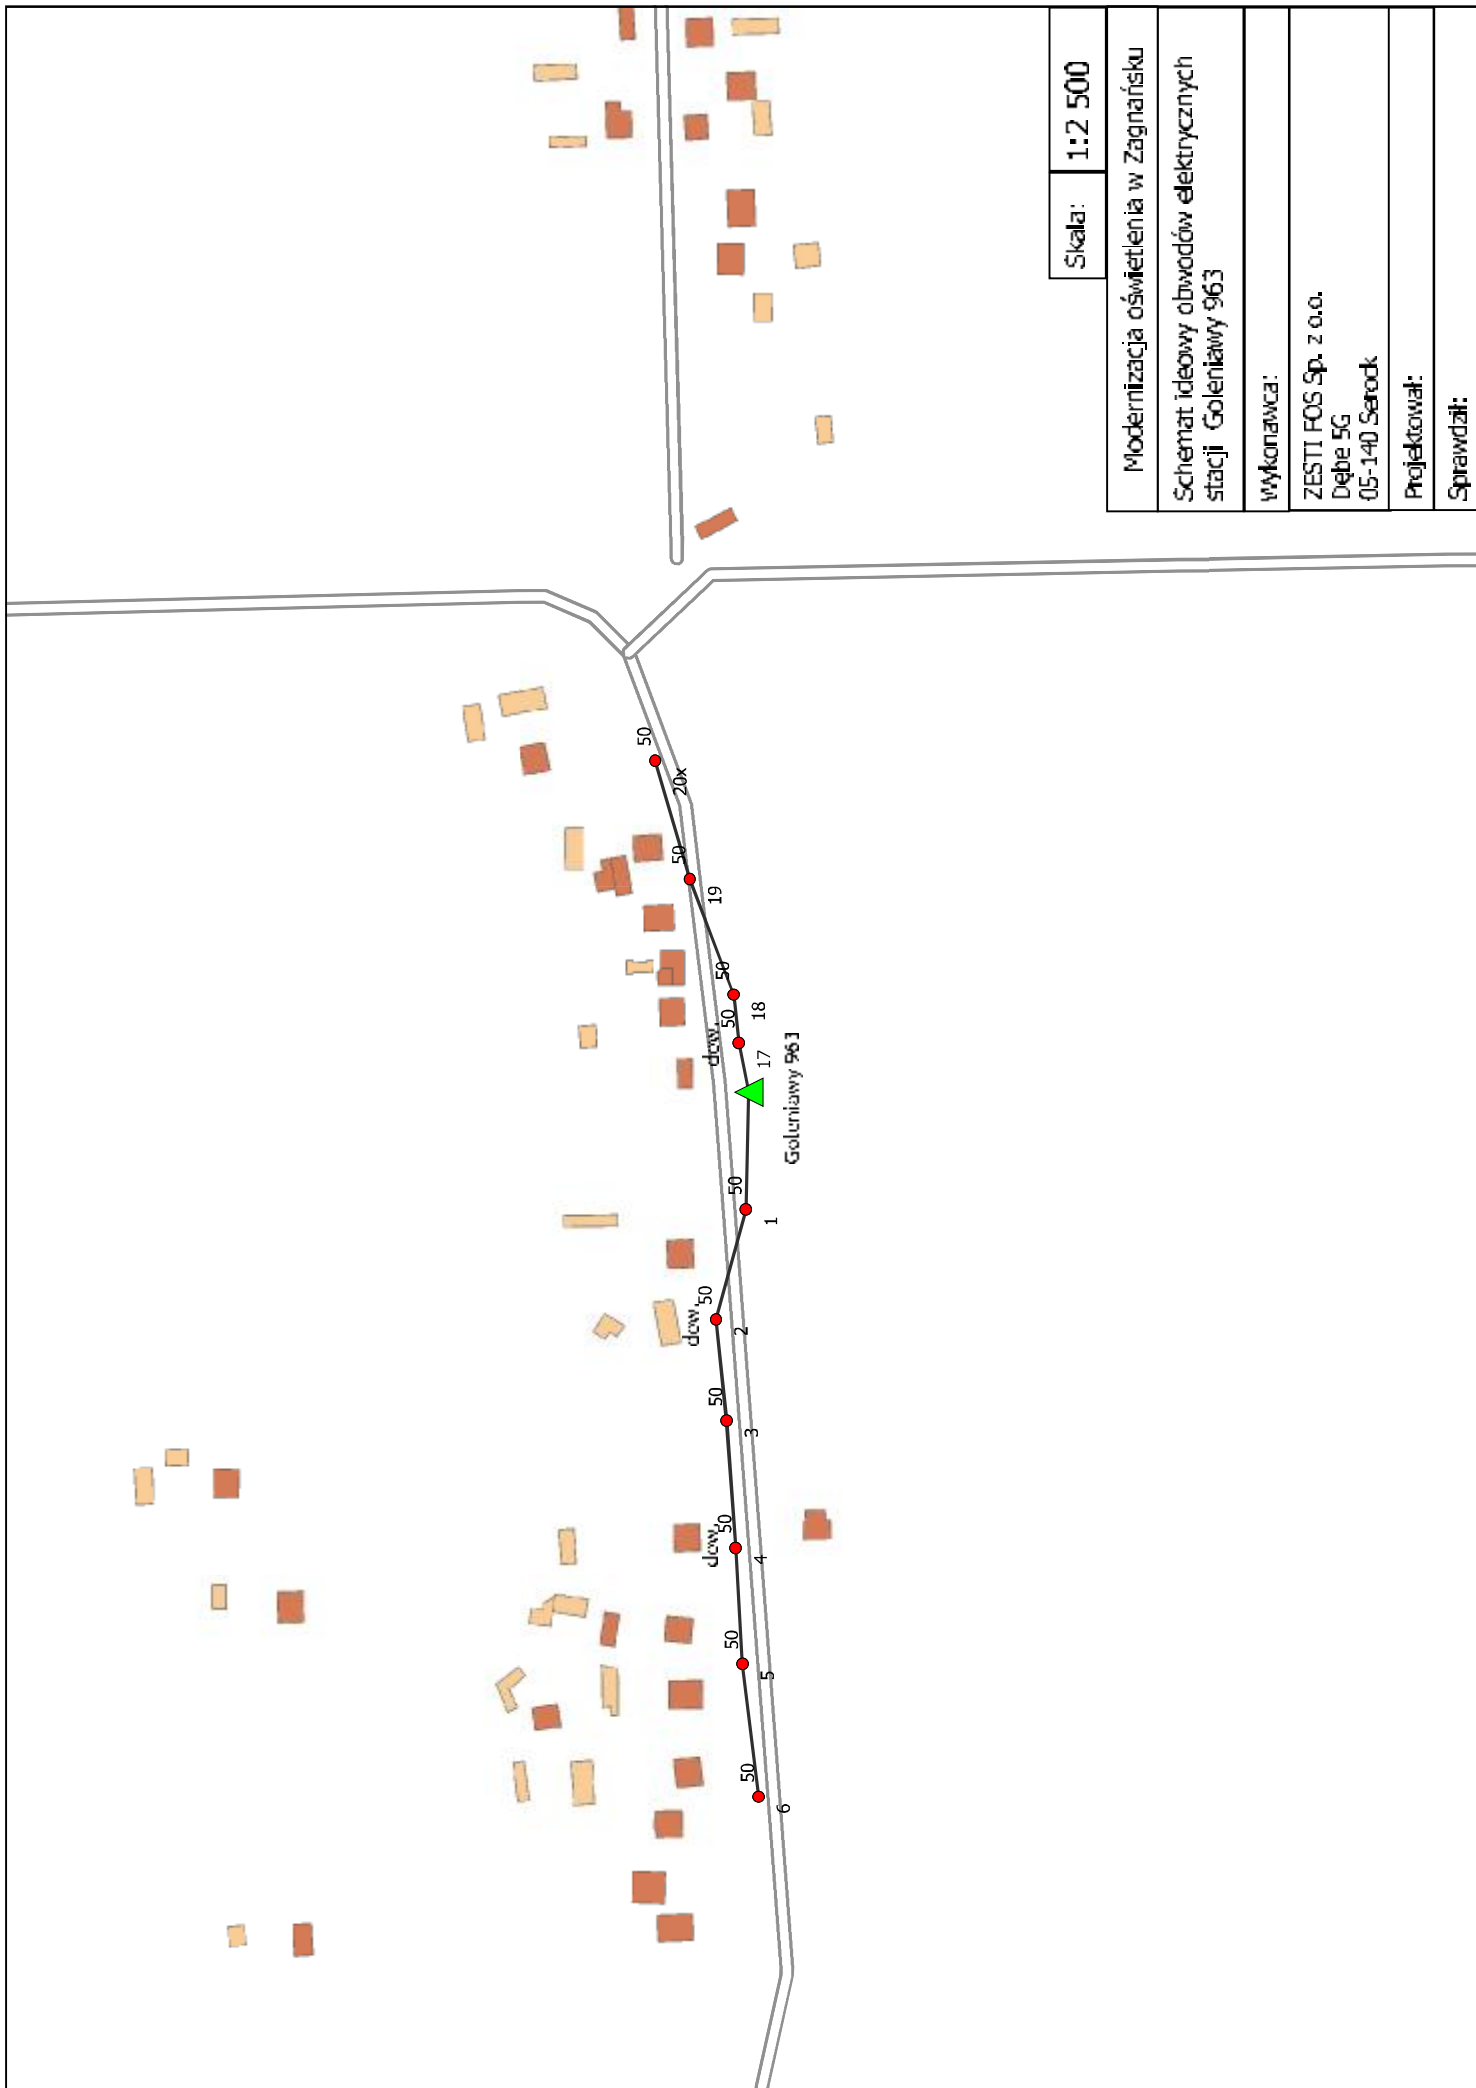 50
20x
50
19
50
18
dow.
50
17
Goleniawy 963
50
1
50
dow.
2
50
3
50
dow.
4
50
5
50
6
Skala: 1:2 500
Modernizacja oświetlenia w Zagnańsku
Schemat ideowy obwodów elektrycznych
stacji Goleniawy 963
wykonawca:
ZESTI FOS Sp. z o.o.
Dębe 5G
05-140 Serock
Projektował:
Sprawdził: